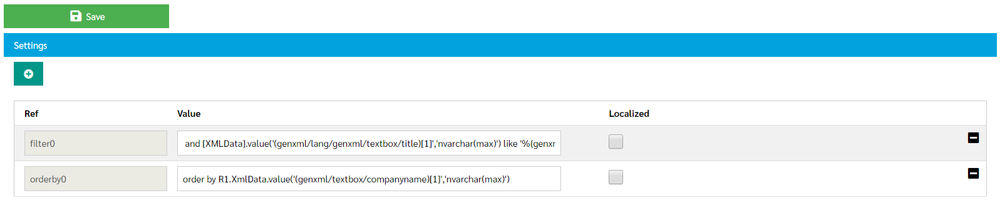 Save
Settings
Ref Value Localized
filter0 and [XMLData].value('(genxml/lang/genxml/textbox/title)[1]','nvarchar(max)') like '%{genxr
orderby0 order by R1.XmlData.value('(genxml/textbox/companyname)[1]','nvarchar(max)')